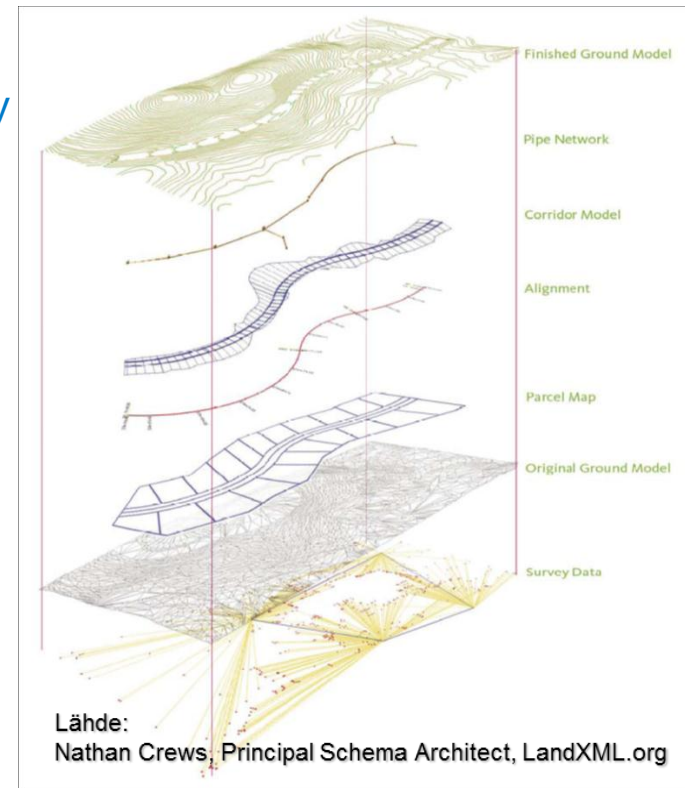 Finished Ground Model
Pipe Network
Corridor Model
Alignment
Parcel Map
Original Ground Model
Survey Data
Lähde:
Nathan Crews, Principal Schema Architect, LandXML.org